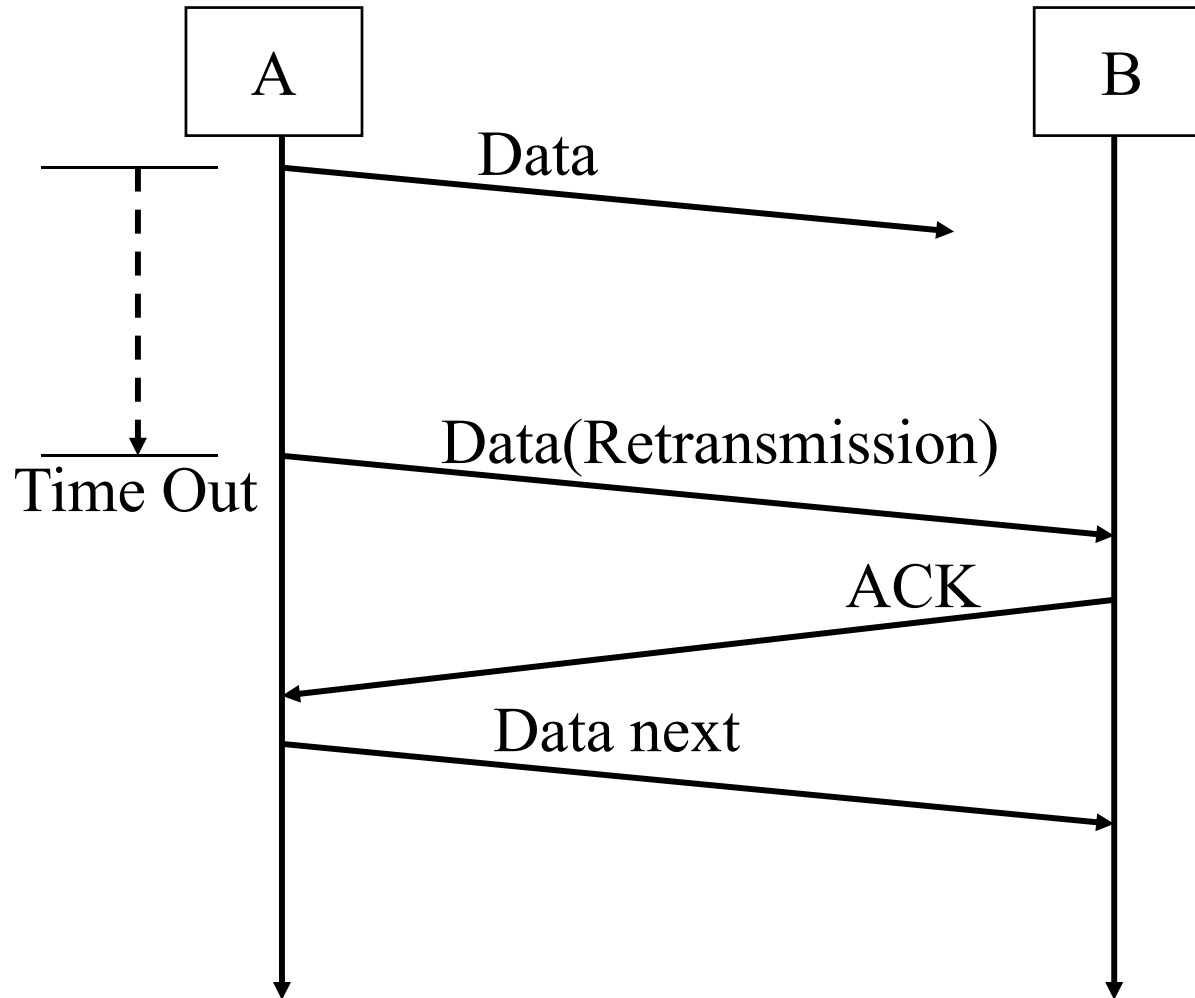 A
B
Data
Data(Retransmission)
Time Out
ACK
Data next